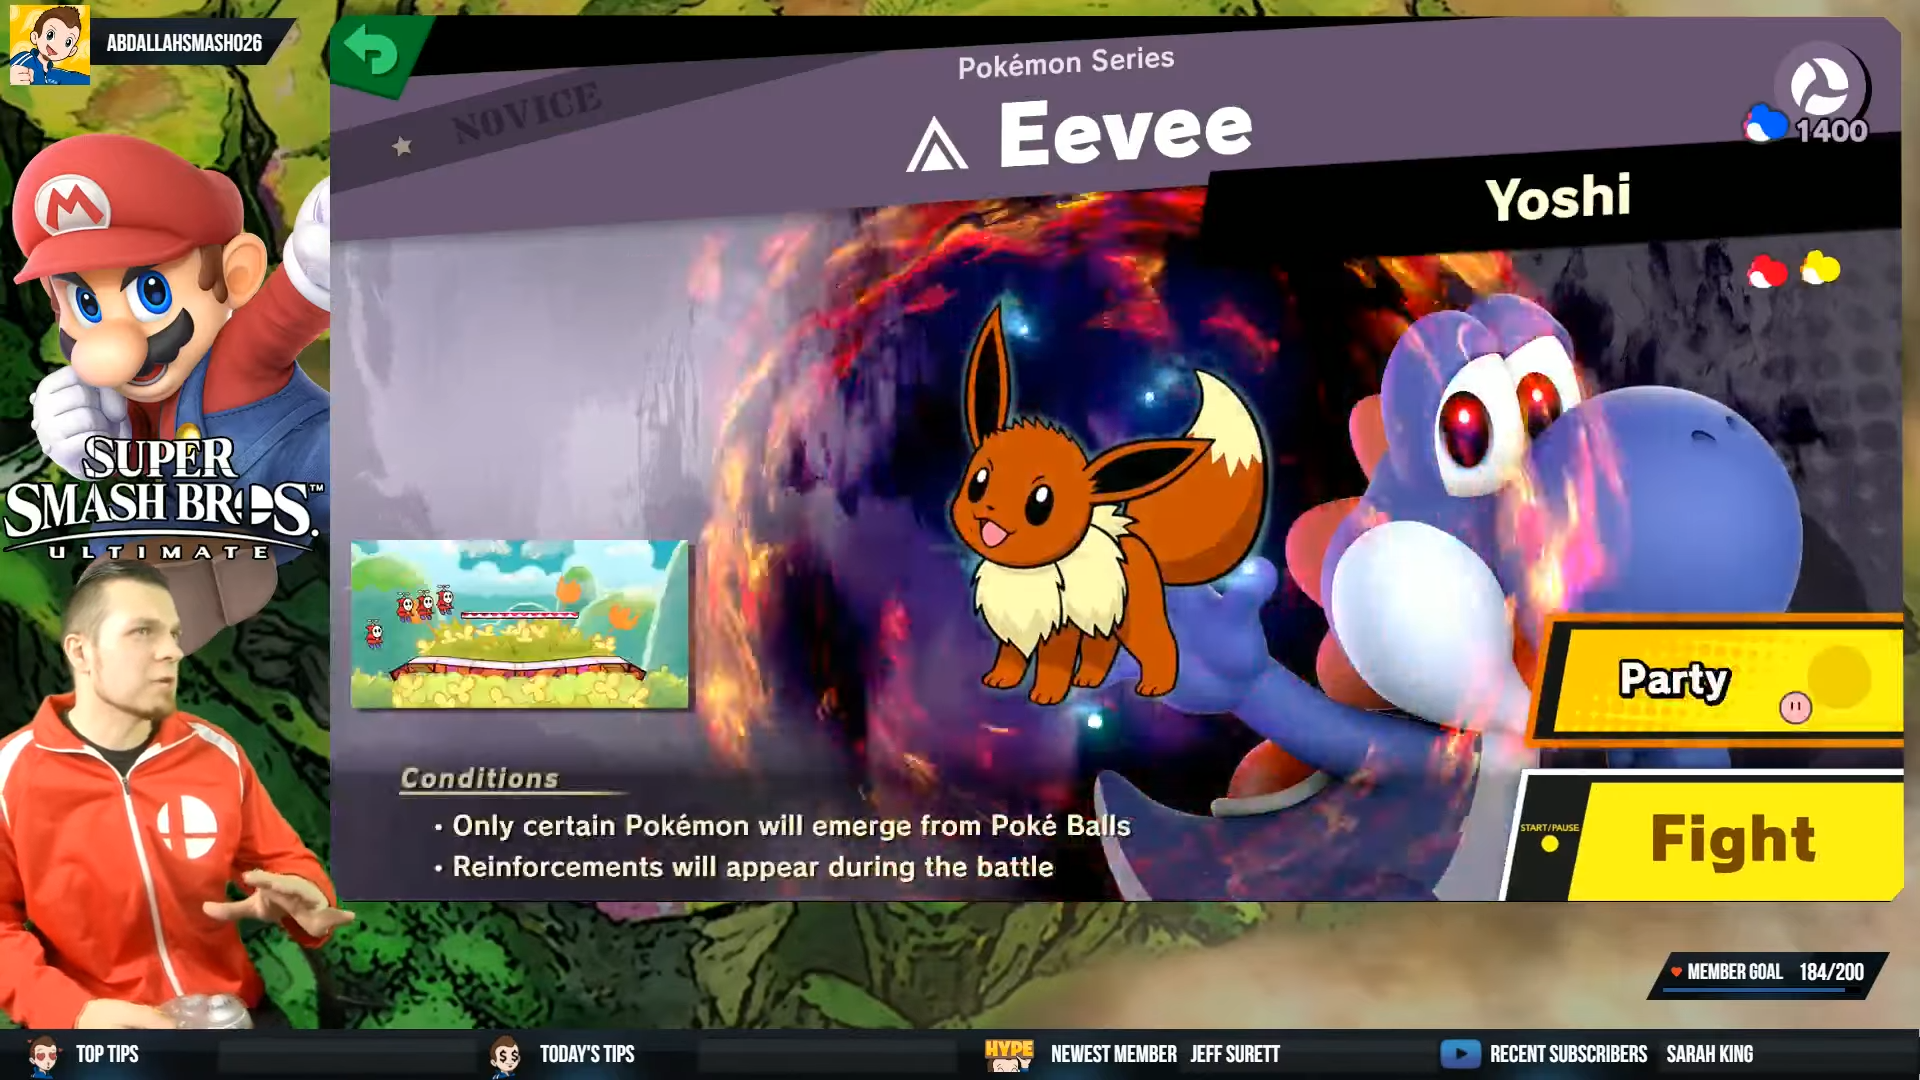 ABDALLAHSMASH026
Pokémon Series
NOVICE
Eevee
1400
Yoshi
M
SUPER
SMASH BROS.™
ULTIMATE
Party
Conditions
• Only certain Pokémon will emerge from Poké Balls
• Reinforcements will appear during the battle
START/PAUSE
Fight
MEMBER GOAL 184/200
TOP TIPS
TODAY'S TIPS
HYPE
NEWEST MEMBER JEFF SURETT
RECENT SUBSCRIBERS SARAH KING